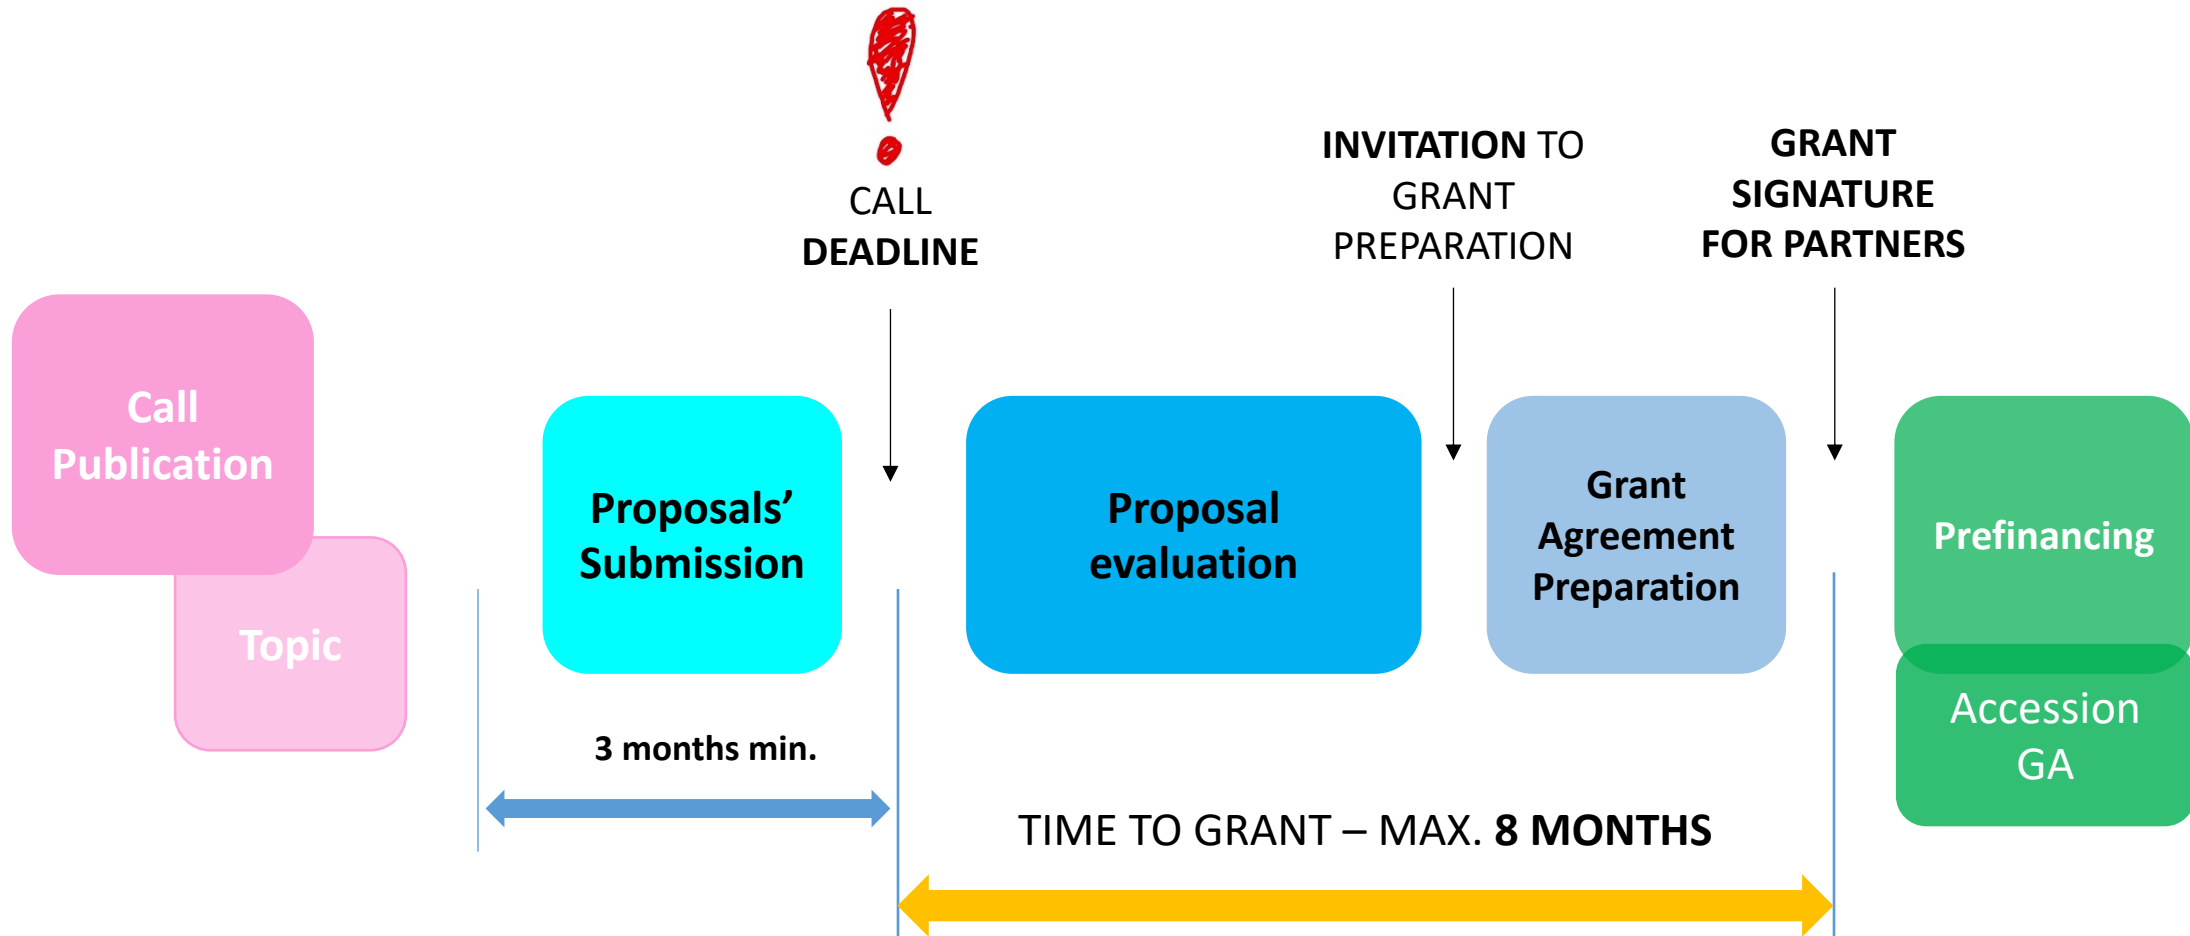 CALL
DEADLINE
INVITATION TO
GRANT
PREPARATION
GRANT
SIGNATURE
FOR PARTNERS
Call
Publication
Topic
Proposals’
Submission
Proposal
evaluation
Grant
Agreement
Preparation
Prefinancing
Accession
GA
3 months min.
TIME TO GRANT – MAX. 8 MONTHS